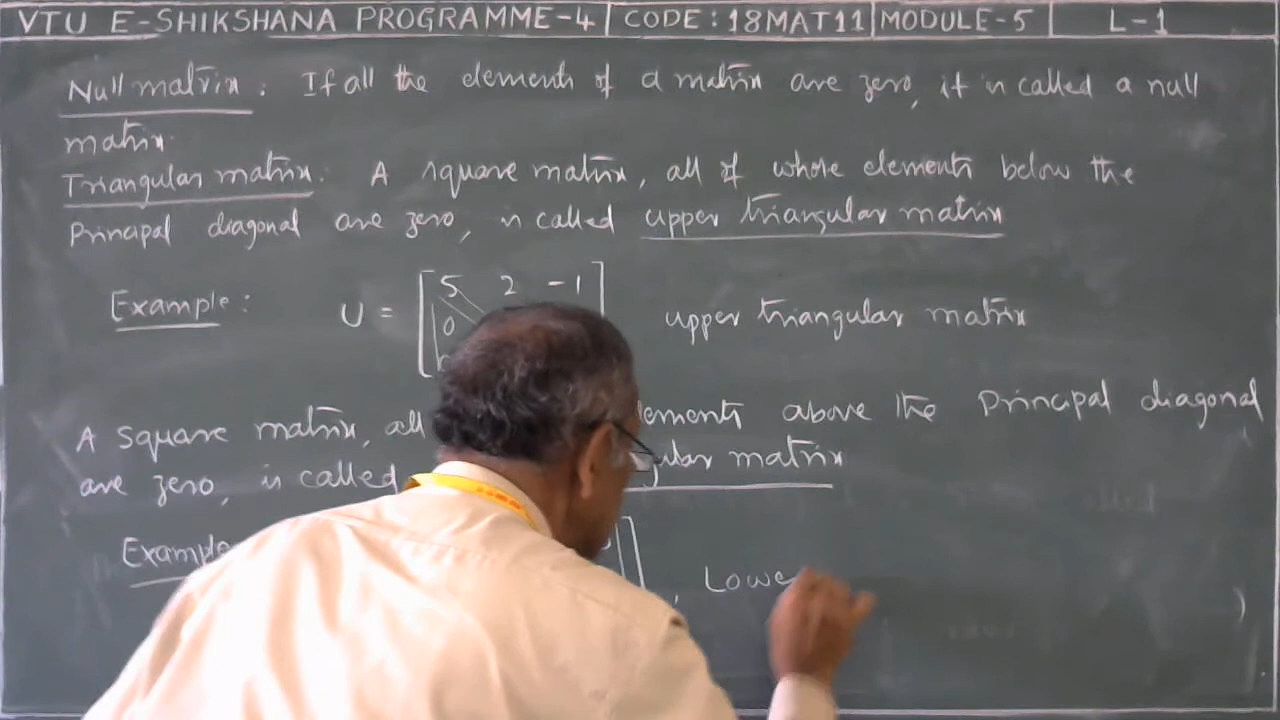 VTU E-SHIKSHANA PROGRAMME-4 | CODE: 18MAT11 | MODULE-5 | L-1
Null matrix : If all the elements of a matrix are zero, it is called a null
matrix.
Triangular matrix : A square matrix, all of whose elements below the
Principal diagonal are zero, is called upper triangular matrix
Example : U = [ 5 2 -1
0
upper triangular matrix
A square matrix, all elements above the Principal diagonal
are zero, is called matrix
Example
, Lowe